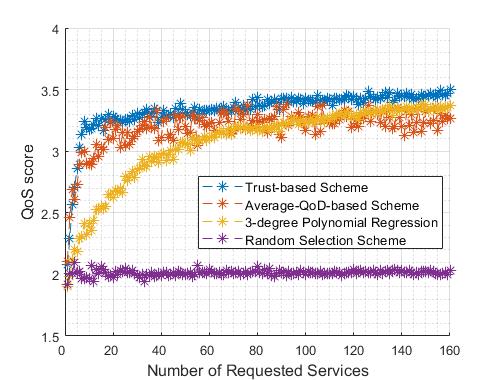 4
3.5
3
2.5
2
1.5
QoS score
Trust-based Scheme
Average-QoD-based Scheme
3-degree Polynomial Regression
Random Selection Scheme
0 20 40 60 80 100 120 140 160
Number of Requested Services